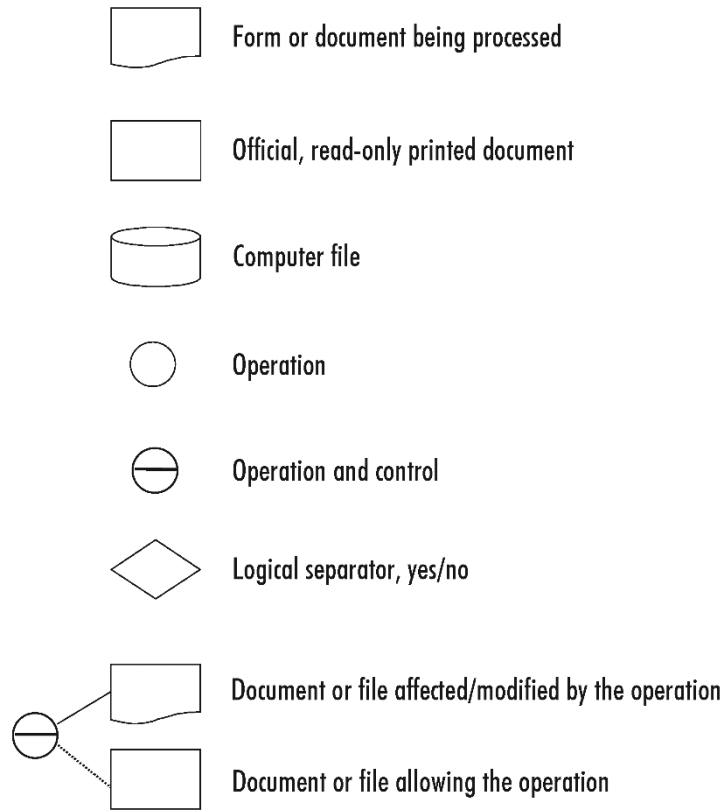 Form or document being processed
Official, read-only printed document
Computer file
Operation
Operation and control
Logical separator, yes/no
Document or file affected/modified by the operation
Document or file allowing the operation